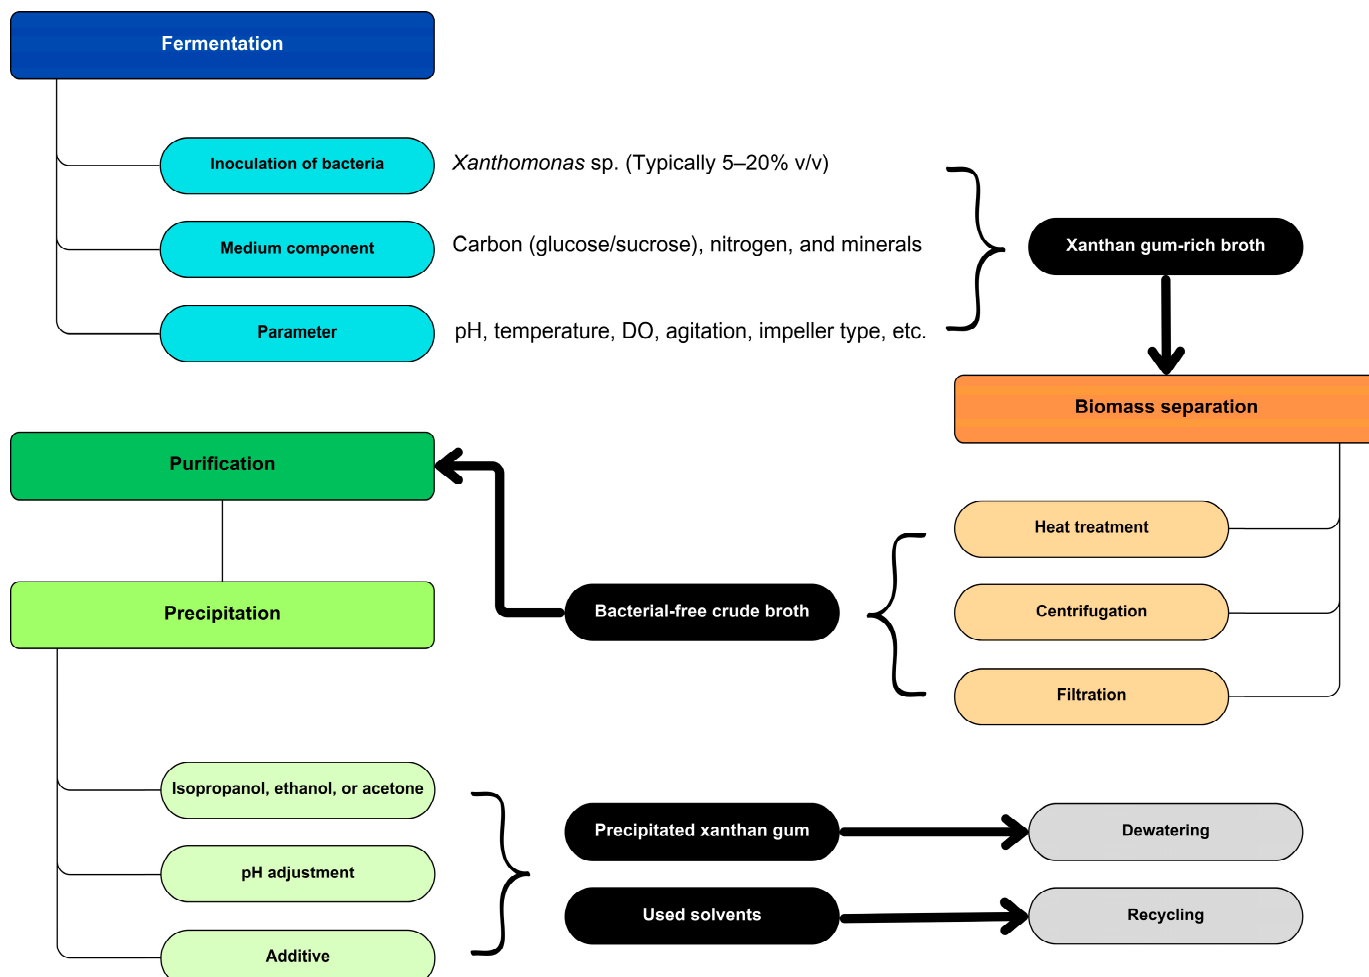 Fermentation
Inoculation of bacteria
Xanthomonas sp. (Typically 5–20% v/v)
Medium component
Carbon (glucose/sucrose), nitrogen, and minerals
Parameter
pH, temperature, DO, agitation, impeller type, etc.
Xanthan gum-rich broth
Biomass separation
Heat treatment
Centrifugation
Filtration
Bacterial-free crude broth
Purification
Precipitation
Isopropanol, ethanol, or acetone
pH adjustment
Additive
Precipitated xanthan gum
Dewatering
Used solvents
Recycling